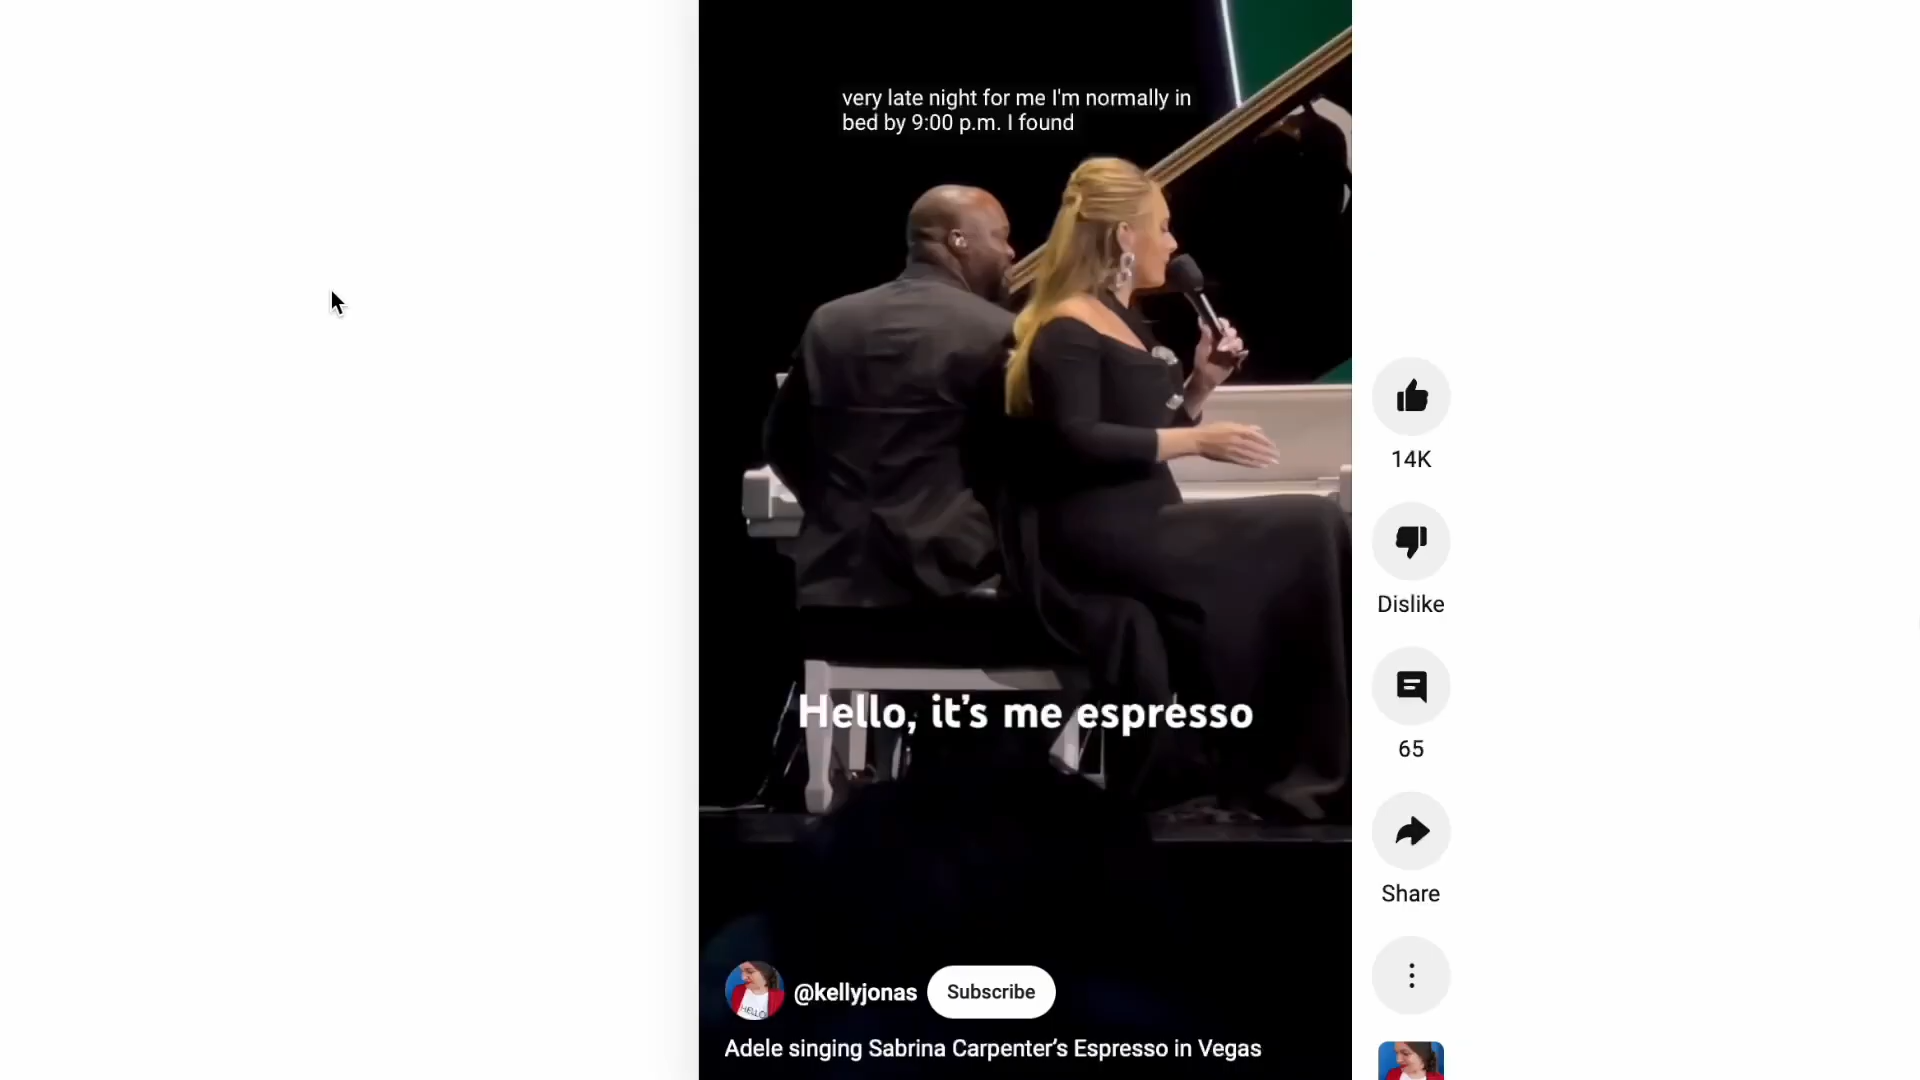 very late night for me I'm normally in
bed by 9:00 p.m. I found
Hello, it's me espresso
14K
Dislike
65
Share
@kellyjonas
Subscribe
Adele singing Sabrina Carpenter's Espresso in Vegas
HELLO